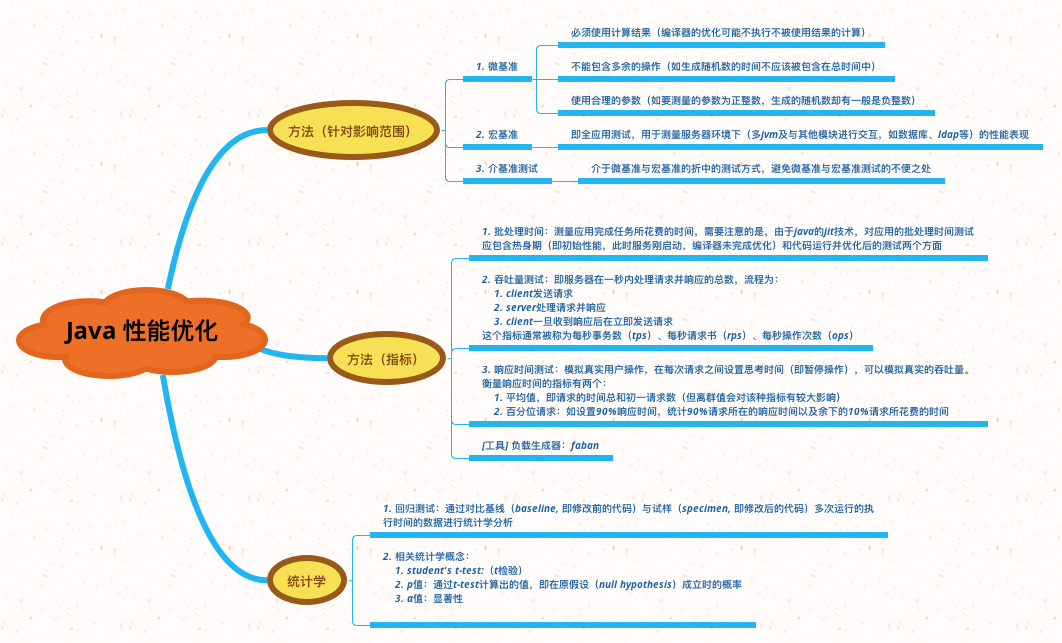 必须使用计算结果（编译器的优化可能不执行不被使用结果的计算）
1. 微基准
不能包含多余的操作（如生成随机数的时间不应该被包含在总时间中）
使用合理的参数（如要测量的参数为正整数，生成的随机数却有一般是负整数）
方法（针对影响范围）
2. 宏基准
即全应用测试，用于测量服务器环境下（多jvm及与其他模块进行交互，如数据库、ldap等）的性能表现
3. 介基准测试
介于微基准与宏基准的折中的测试方式，避免微基准与宏基准测试的不便之处
1. 批处理时间：测量应用完成任务所花费的时间，需要注意的是，由于java的jit技术，对应用的批处理时间测试
应包含热身期（即初始性能，此时服务刚启动，编译器未完成优化）和代码运行并优化后的测试两个方面
2. 吞吐量测试：即服务器在一秒内处理请求并响应的总数，流程为：
1. client发送请求
2. server处理请求并响应
3. client一旦收到响应后在立即发送请求
这个指标通常被称为每秒事务数（tps）、每秒请求书（rps）、每秒操作次数（ops）
Java 性能优化
方法（指标）
3. 响应时间测试：模拟真实用户操作，在每次请求之间设置思考时间（即暂停操作），可以模拟真实的吞吐量。
衡量响应时间的指标有两个：
1. 平均值，即请求的时间总和初一请求数（但离群值会对该种指标有较大影响）
2. 百分位请求：如设置90%响应时间，统计90%请求所在的响应时间以及余下的10%请求所花费的时间
[工具] 负载生成器：faban
1. 回归测试：通过对比基线（baseline, 即修改前的代码）与试样（specimen, 即修改后的代码）多次运行的执
行时间的数据进行统计学分析
统计学
2. 相关统计学概念：
1. student's t-test:（t检验）
2. p值：通过t-test计算出的值，即在原假设（null hypothesis）成立时的概率
3. α值：显著性